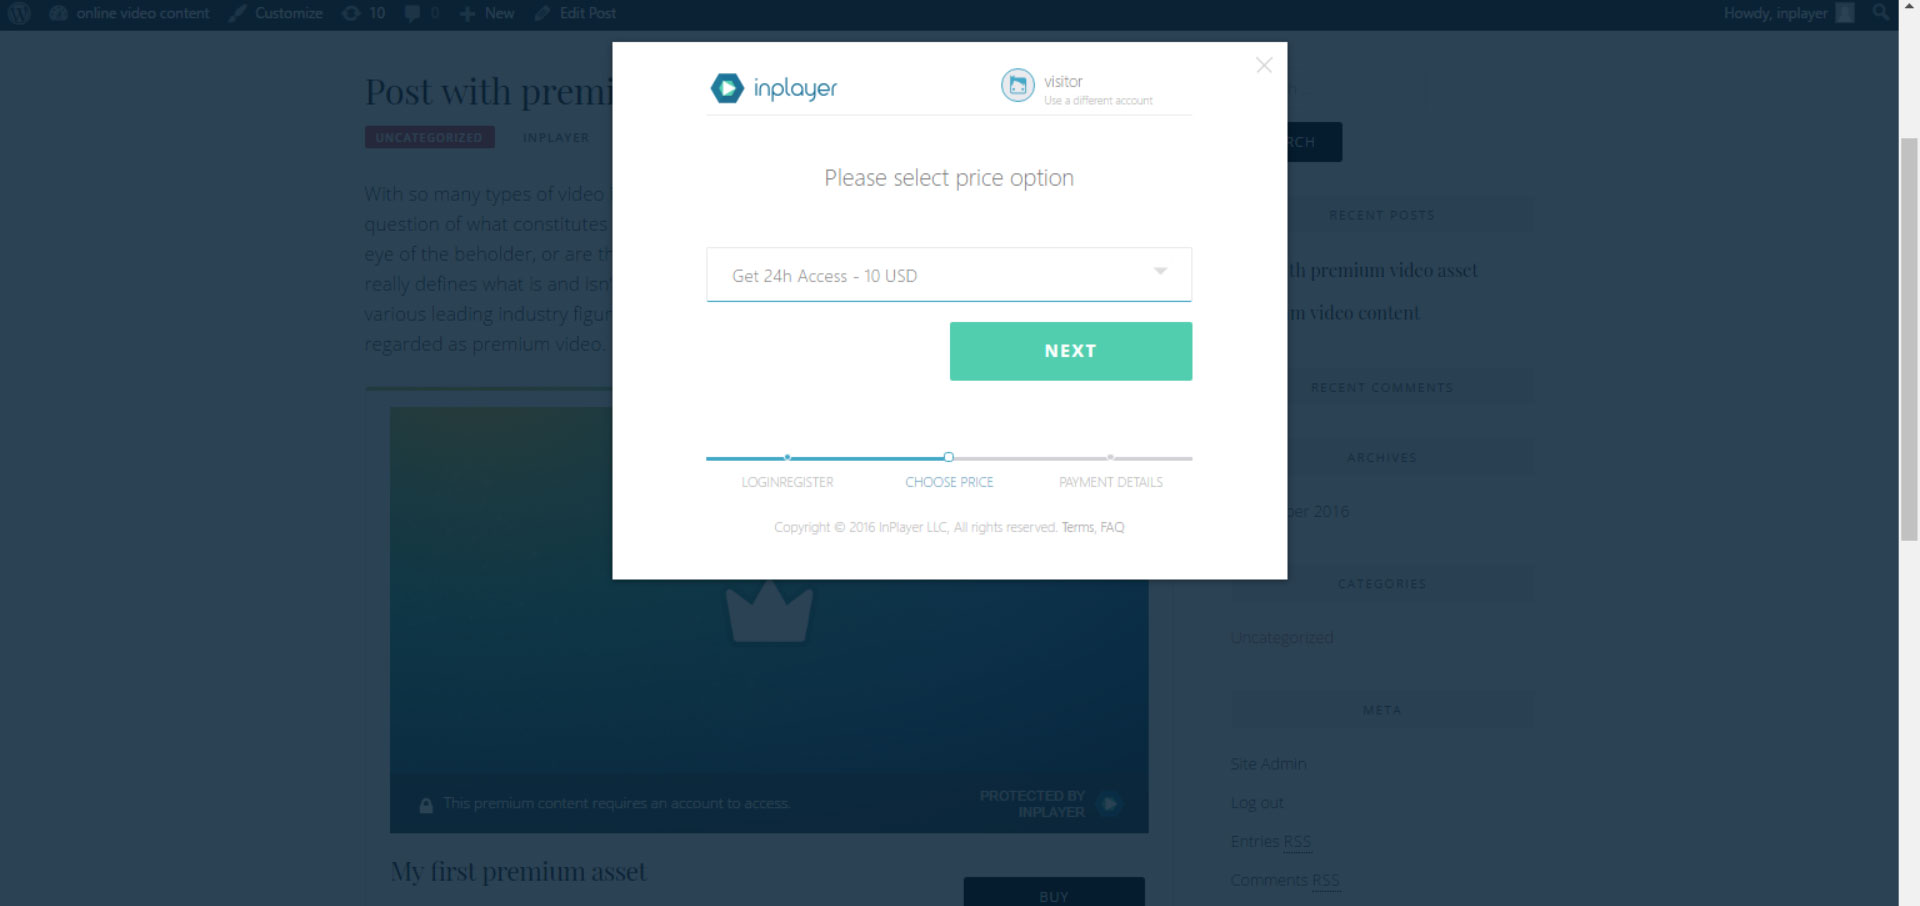 online video content Customize 10 0 New Edit Post Howdy, inplayer
Post with premi
UNCATEGORIZED INPLAYER
With so many types of video
question of what constitutes
eye of the beholder, or are th
really defines what is and isn'
various leading industry figur
regarded as premium video.
inplayer
visitor
Use a different account
Please select price option
Get 24h Access - 10 USD
NEXT
LOGINREGISTER CHOOSE PRICE PAYMENT DETAILS
Copyright © 2016 InPlayer LLC, All rights reserved. Terms, FAQ
This premium content requires an account to access.
PROTECTED BY
INPLAYER
My first premium asset
BUY
RCH
RECENT POSTS
th premium video asset
m video content
RECENT COMMENTS
ARCHIVES
ber 2016
CATEGORIES
Uncategorized
META
Site Admin
Log out
Entries RSS
Comments RSS